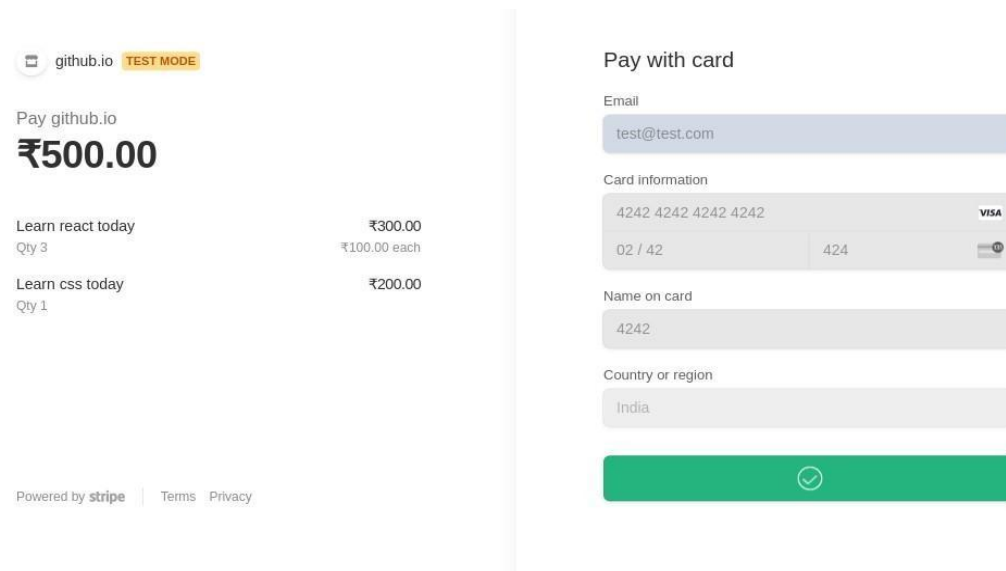 github.io TEST MODE
Pay github.io
₹500.00
Learn react today ₹300.00
Qty 3 ₹100.00 each
Learn css today ₹200.00
Qty 1
Powered by stripe Terms Privacy
Pay with card
Email
test@test.com
Card information
4242 4242 4242 4242 VISA
02 / 42 424
Name on card
4242
Country or region
India